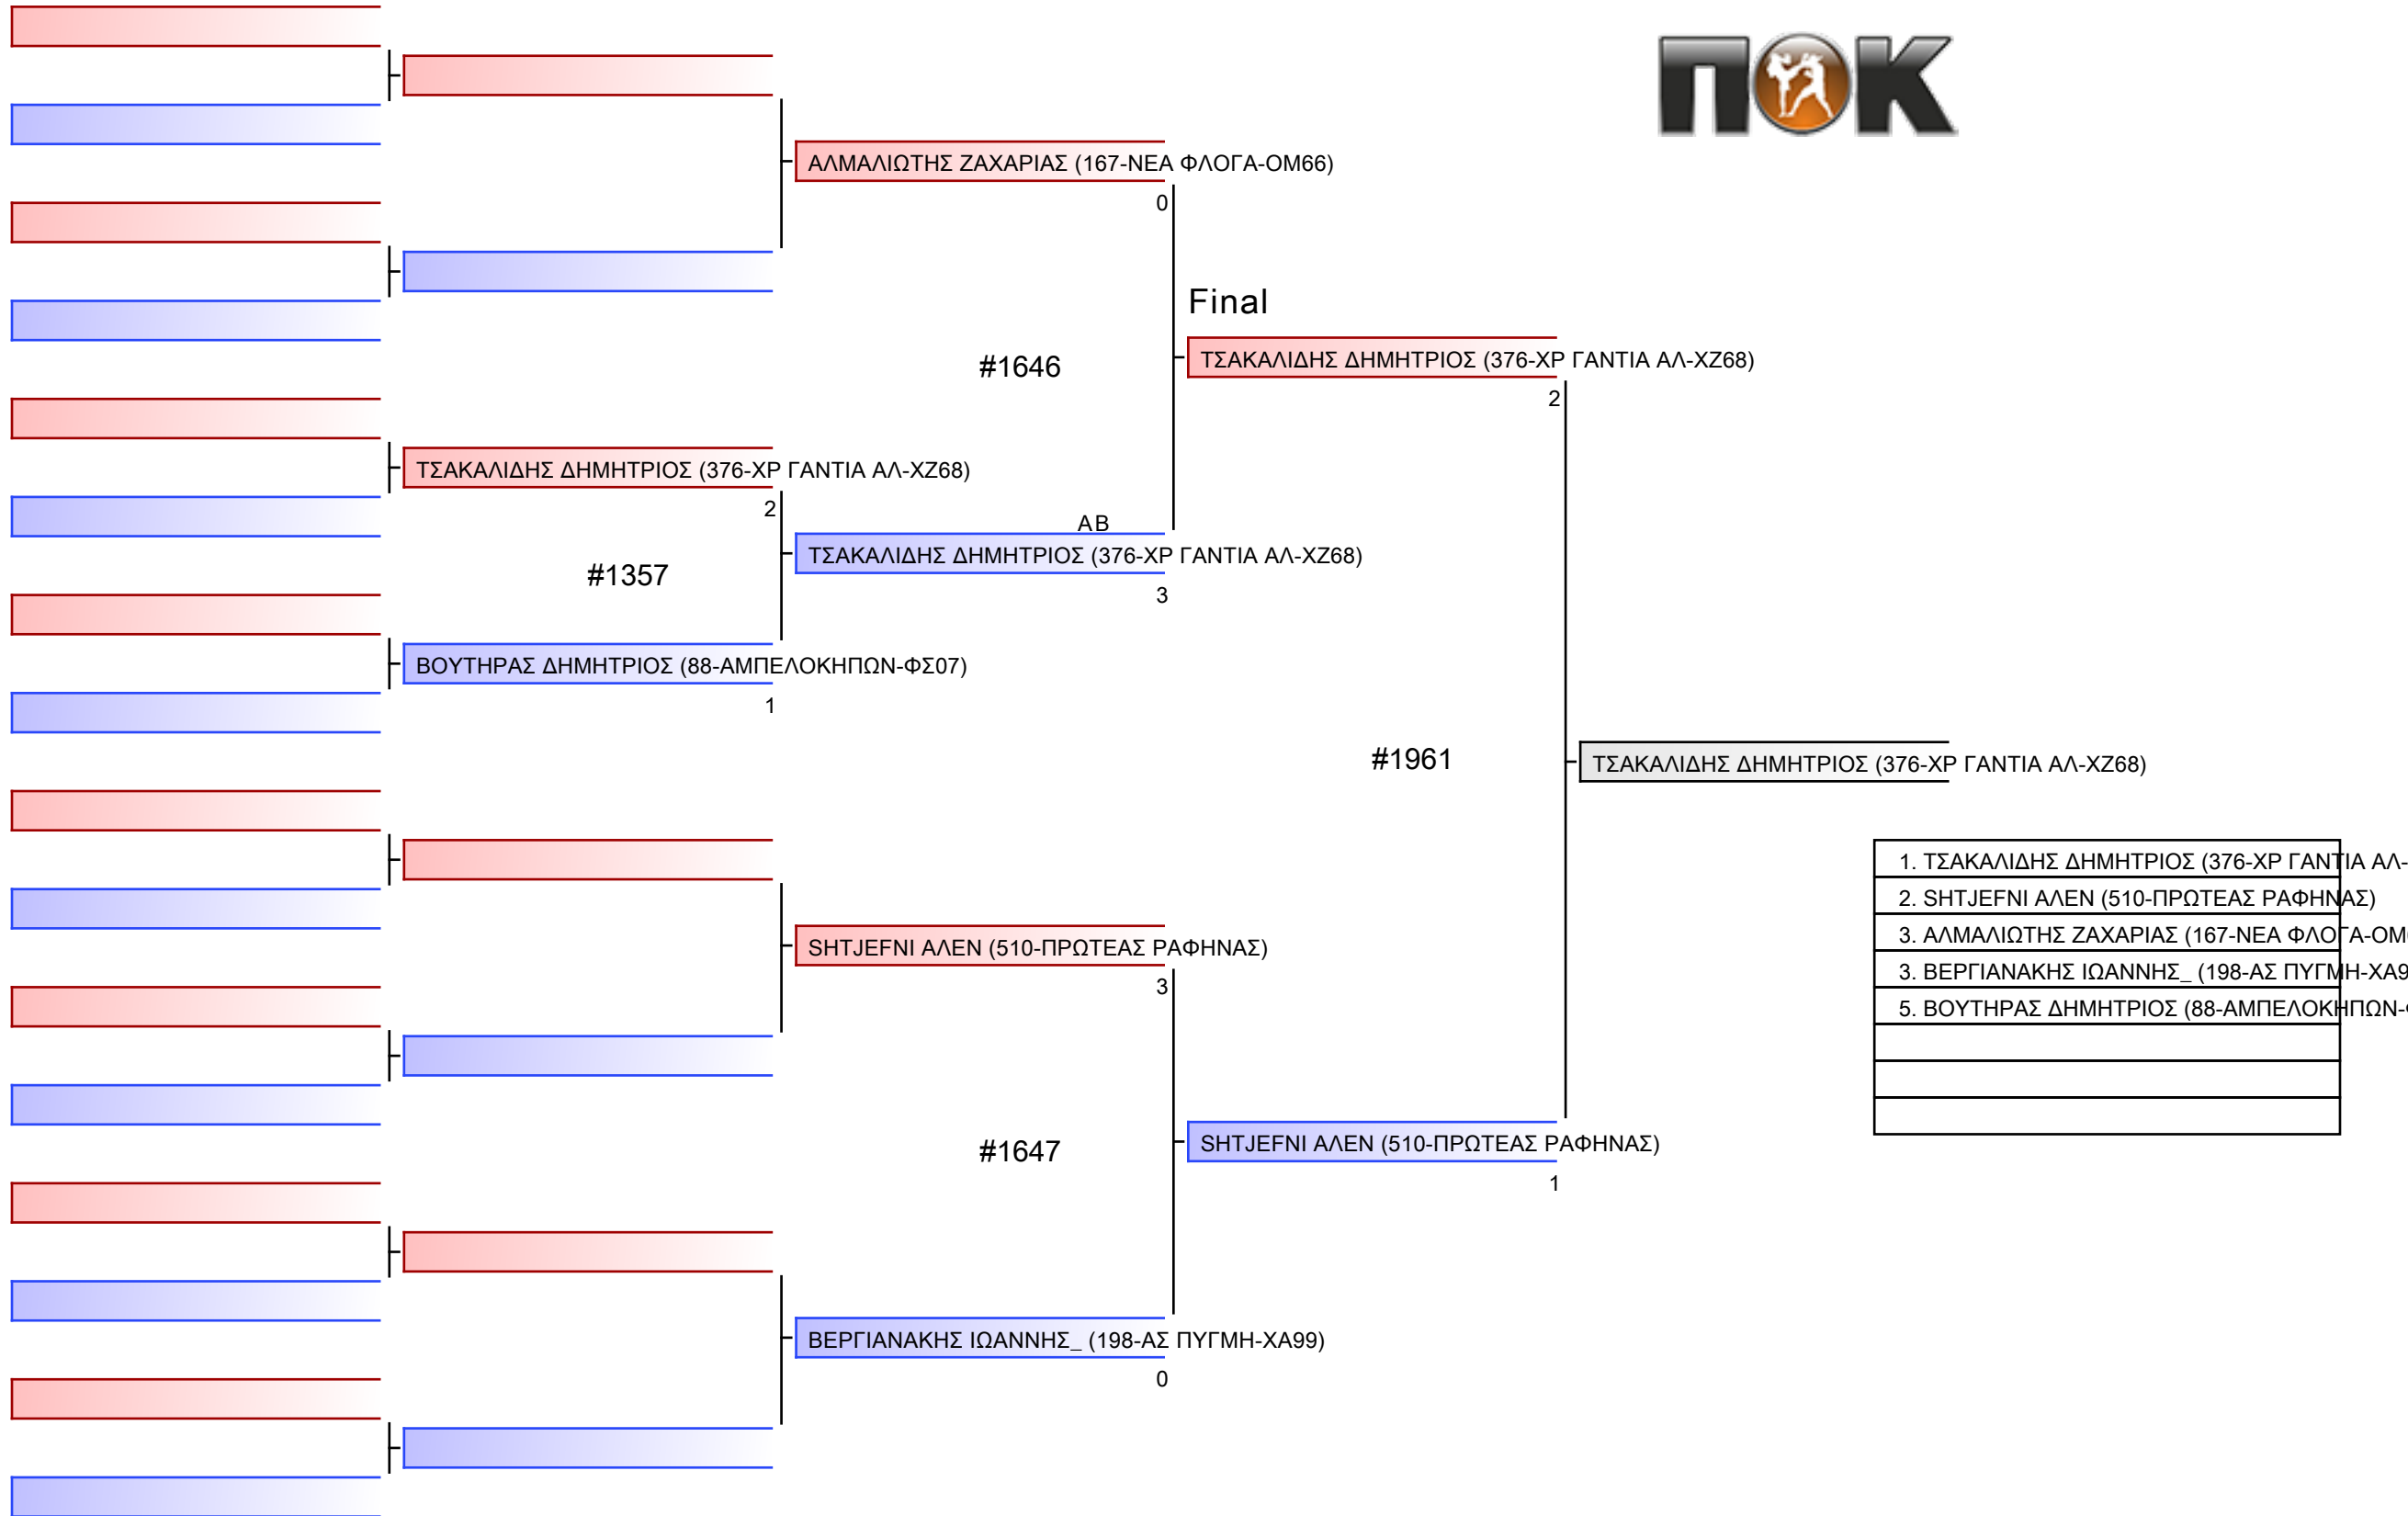 ΠΟΚ
ΑΛΜΑΛΙΩΤΗΣ ΖΑΧΑΡΙΑΣ (167-ΝΕΑ ΦΛΟΓΑ-ΟΜ66)
0
Final
#1646
ΤΣΑΚΑΛΙΔΗΣ ΔΗΜΗΤΡΙΟΣ (376-ΧΡ ΓΑΝΤΙΑ ΑΛ-ΧΖ68)
2
ΤΣΑΚΑΛΙΔΗΣ ΔΗΜΗΤΡΙΟΣ (376-ΧΡ ΓΑΝΤΙΑ ΑΛ-ΧΖ68)
2
AB
ΤΣΑΚΑΛΙΔΗΣ ΔΗΜΗΤΡΙΟΣ (376-ΧΡ ΓΑΝΤΙΑ ΑΛ-ΧΖ68)
#1357
3
ΒΟΥΤΗΡΑΣ ΔΗΜΗΤΡΙΟΣ (88-ΑΜΠΕΛΟΚΗΠΩΝ-ΦΣ07)
1
#1961
ΤΣΑΚΑΛΙΔΗΣ ΔΗΜΗΤΡΙΟΣ (376-ΧΡ ΓΑΝΤΙΑ ΑΛ-ΧΖ68)
1. ΤΣΑΚΑΛΙΔΗΣ ΔΗΜΗΤΡΙΟΣ (376-ΧΡ ΓΑΝΤΙΑ ΑΛ-
2. SHTJEFNI ΑΛΕΝ (510-ΠΡΩΤΕΑΣ ΡΑΦΗΝΑΣ)
3. ΑΛΜΑΛΙΩΤΗΣ ΖΑΧΑΡΙΑΣ (167-ΝΕΑ ΦΛΟΓΑ-ΟΜ
3. ΒΕΡΓΙΑΝΑΚΗΣ ΙΩΑΝΝΗΣ_ (198-ΑΣ ΠΥΓΜΗ-ΧΑ9
5. ΒΟΥΤΗΡΑΣ ΔΗΜΗΤΡΙΟΣ (88-ΑΜΠΕΛΟΚΗΠΩΝ-
SHTJEFNI ΑΛΕΝ (510-ΠΡΩΤΕΑΣ ΡΑΦΗΝΑΣ)
3
#1647
SHTJEFNI ΑΛΕΝ (510-ΠΡΩΤΕΑΣ ΡΑΦΗΝΑΣ)
1
ΒΕΡΓΙΑΝΑΚΗΣ ΙΩΑΝΝΗΣ_ (198-ΑΣ ΠΥΓΜΗ-ΧΑ99)
0